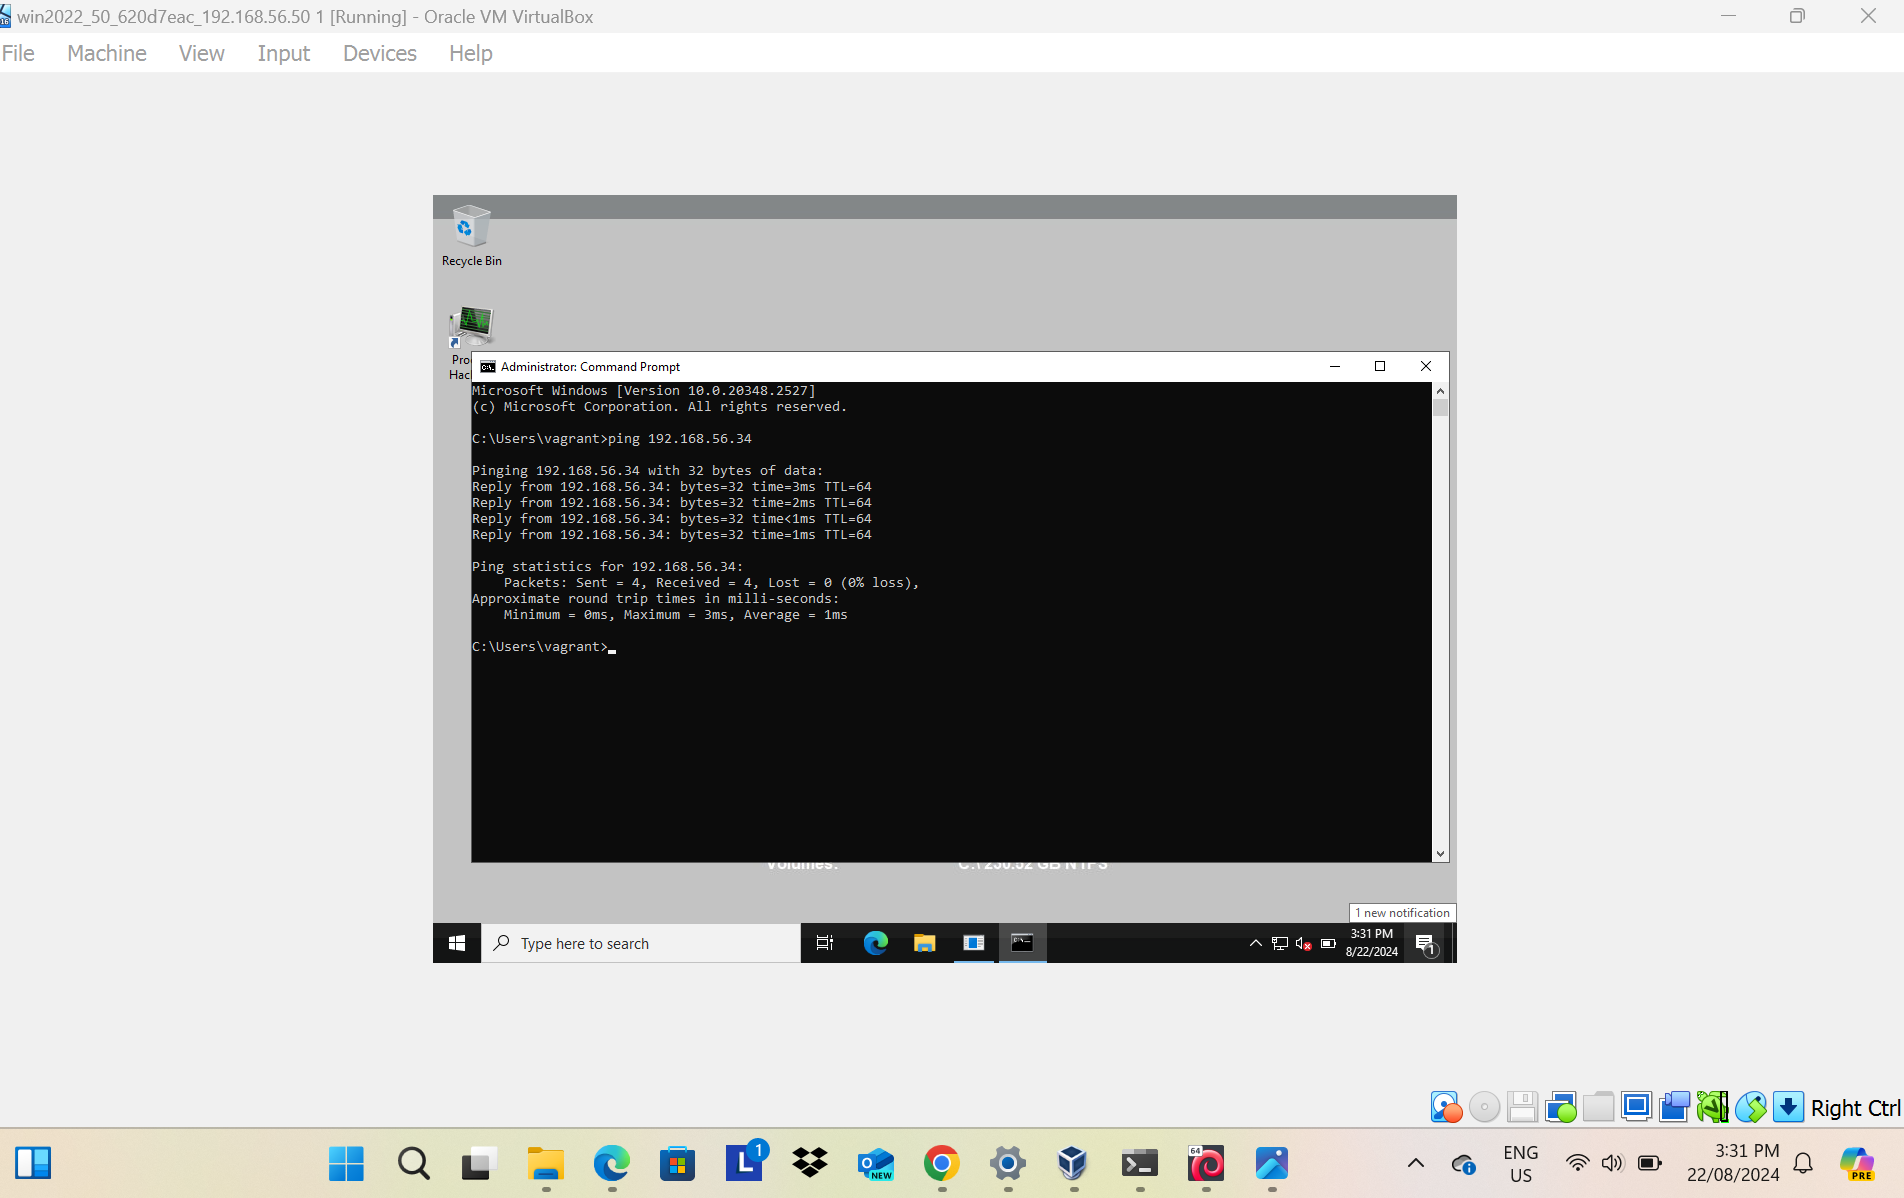 win2022_50_620d7eac_192.168.56.50 1 [Running] - Oracle VM VirtualBox
File Machine View Input Devices Help
Recycle Bin
Pro
Hac
Administrator: Command Prompt
Microsoft Windows [Version 10.0.20348.2527]
(c) Microsoft Corporation. All rights reserved.
C:\Users\vagrant>ping 192.168.56.34
Pinging 192.168.56.34 with 32 bytes of data:
Reply from 192.168.56.34: bytes=32 time=3ms TTL=64
Reply from 192.168.56.34: bytes=32 time=2ms TTL=64
Reply from 192.168.56.34: bytes=32 time<1ms TTL=64
Reply from 192.168.56.34: bytes=32 time=1ms TTL=64
Ping statistics for 192.168.56.34:
Packets: Sent = 4, Received = 4, Lost = 0 (0% loss),
Approximate round trip times in milli-seconds:
Minimum = 0ms, Maximum = 3ms, Average = 1ms
C:\Users\vagrant>
Volumes:
1 new notification
Type here to search
3:31 PM
8/22/2024
1
Right Ctrl
1
L
NEW
64
ENG
US
3:31 PM
22/08/2024
PRE